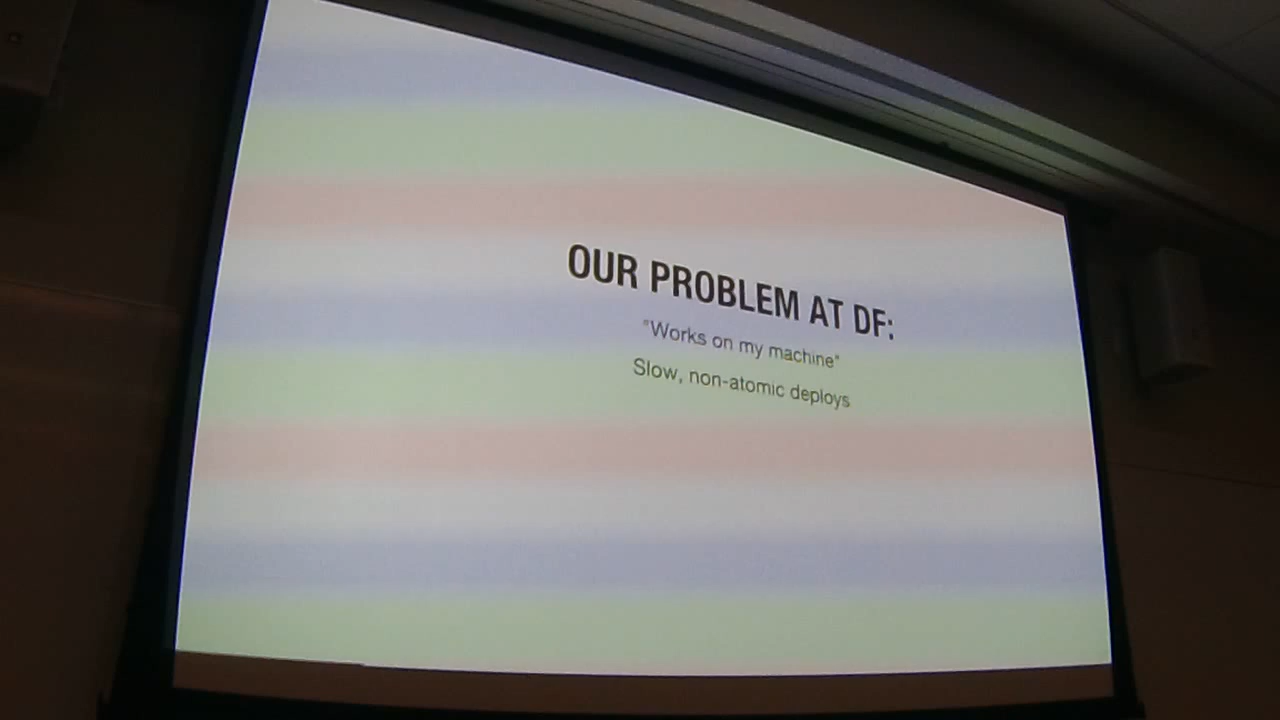 OUR PROBLEM AT DF:
"Works on my machine"
Slow, non-atomic deploys